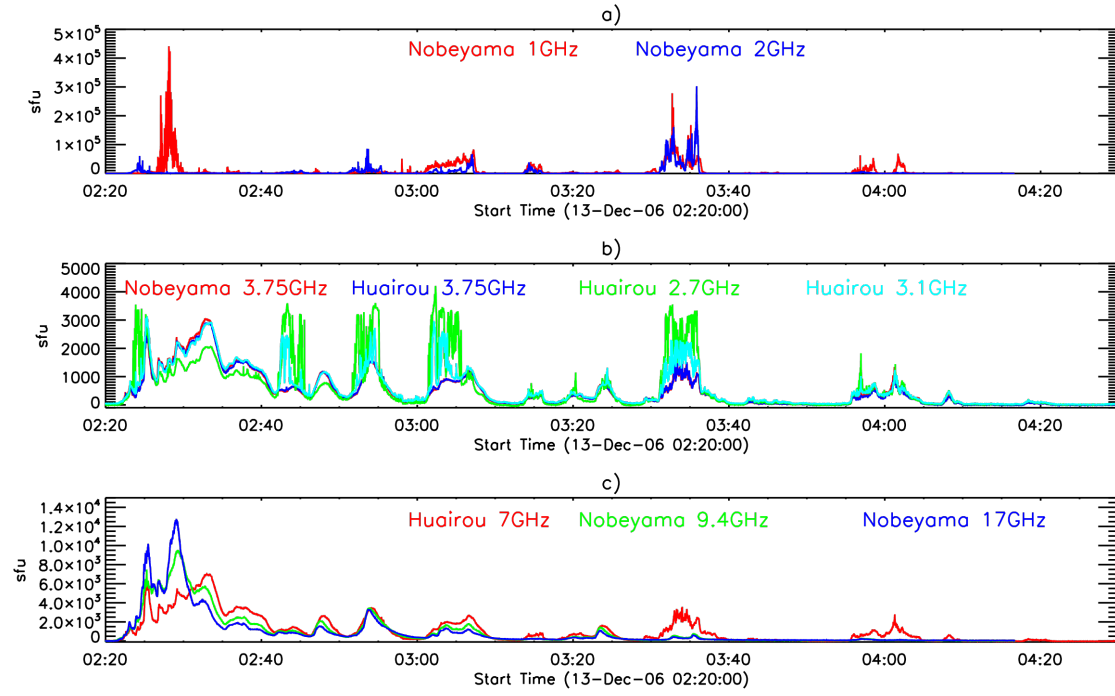 a)
5×10⁵
4×10⁵
3×10⁵
2×10⁵
1×10⁵
0
sfu
Nobeyama 1GHz Nobeyama 2GHz
02:20 02:40 03:00 03:20 03:40 04:00 04:20
Start Time (13-Dec-06 02:20:00)
b)
5000
4000
3000
2000
1000
0
sfu
Nobeyama 3.75GHz Huairou 3.75GHz Huairou 2.7GHz Huairou 3.1GHz
02:20 02:40 03:00 03:20 03:40 04:00 04:20
Start Time (13-Dec-06 02:20:00)
c)
1.4×10⁴
1.2×10⁴
1.0×10⁴
8.0×10³
6.0×10³
4.0×10³
2.0×10³
0
sfu
Huairou 7GHz Nobeyama 9.4GHz Nobeyama 17GHz
02:20 02:40 03:00 03:20 03:40 04:00 04:20
Start Time (13-Dec-06 02:20:00)